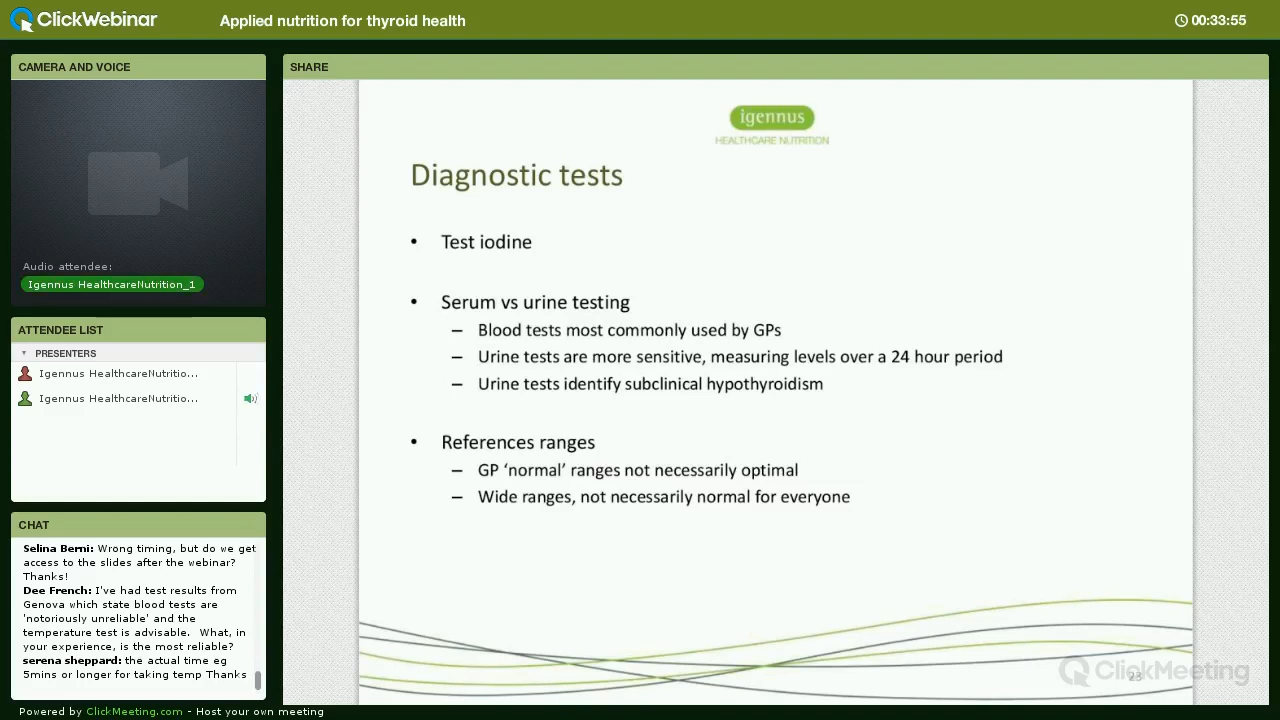 ClickWebinar
Applied nutrition for thyroid health
00:33:55
CAMERA AND VOICE
Audio attendee:
Igennus HealthcareNutrition_1
ATTENDEE LIST
PRESENTERS
Igennus HealthcareNutritio...
Igennus HealthcareNutritio...
CHAT
Selina Berni: Wrong timing, but do we get
access to the slides after the webinar?
Thanks!
Dee French: I've had test results from
Genova which state blood tests are
'notoriously unreliable' and the
temperature test is advisable. What, in
your experience, is the most reliable?
serena sheppard: the actual time eg
5mins or longer for taking temp Thanks
SHARE
igennus
HEALTHCARE NUTRITION
Diagnostic tests
• Test iodine
• Serum vs urine testing
– Blood tests most commonly used by GPs
– Urine tests are more sensitive, measuring levels over a 24 hour period
– Urine tests identify subclinical hypothyroidism
• References ranges
– GP ‘normal’ ranges not necessarily optimal
– Wide ranges, not necessarily normal for everyone
23
ClickMeeting
Powered by ClickMeeting.com - Host your own meeting